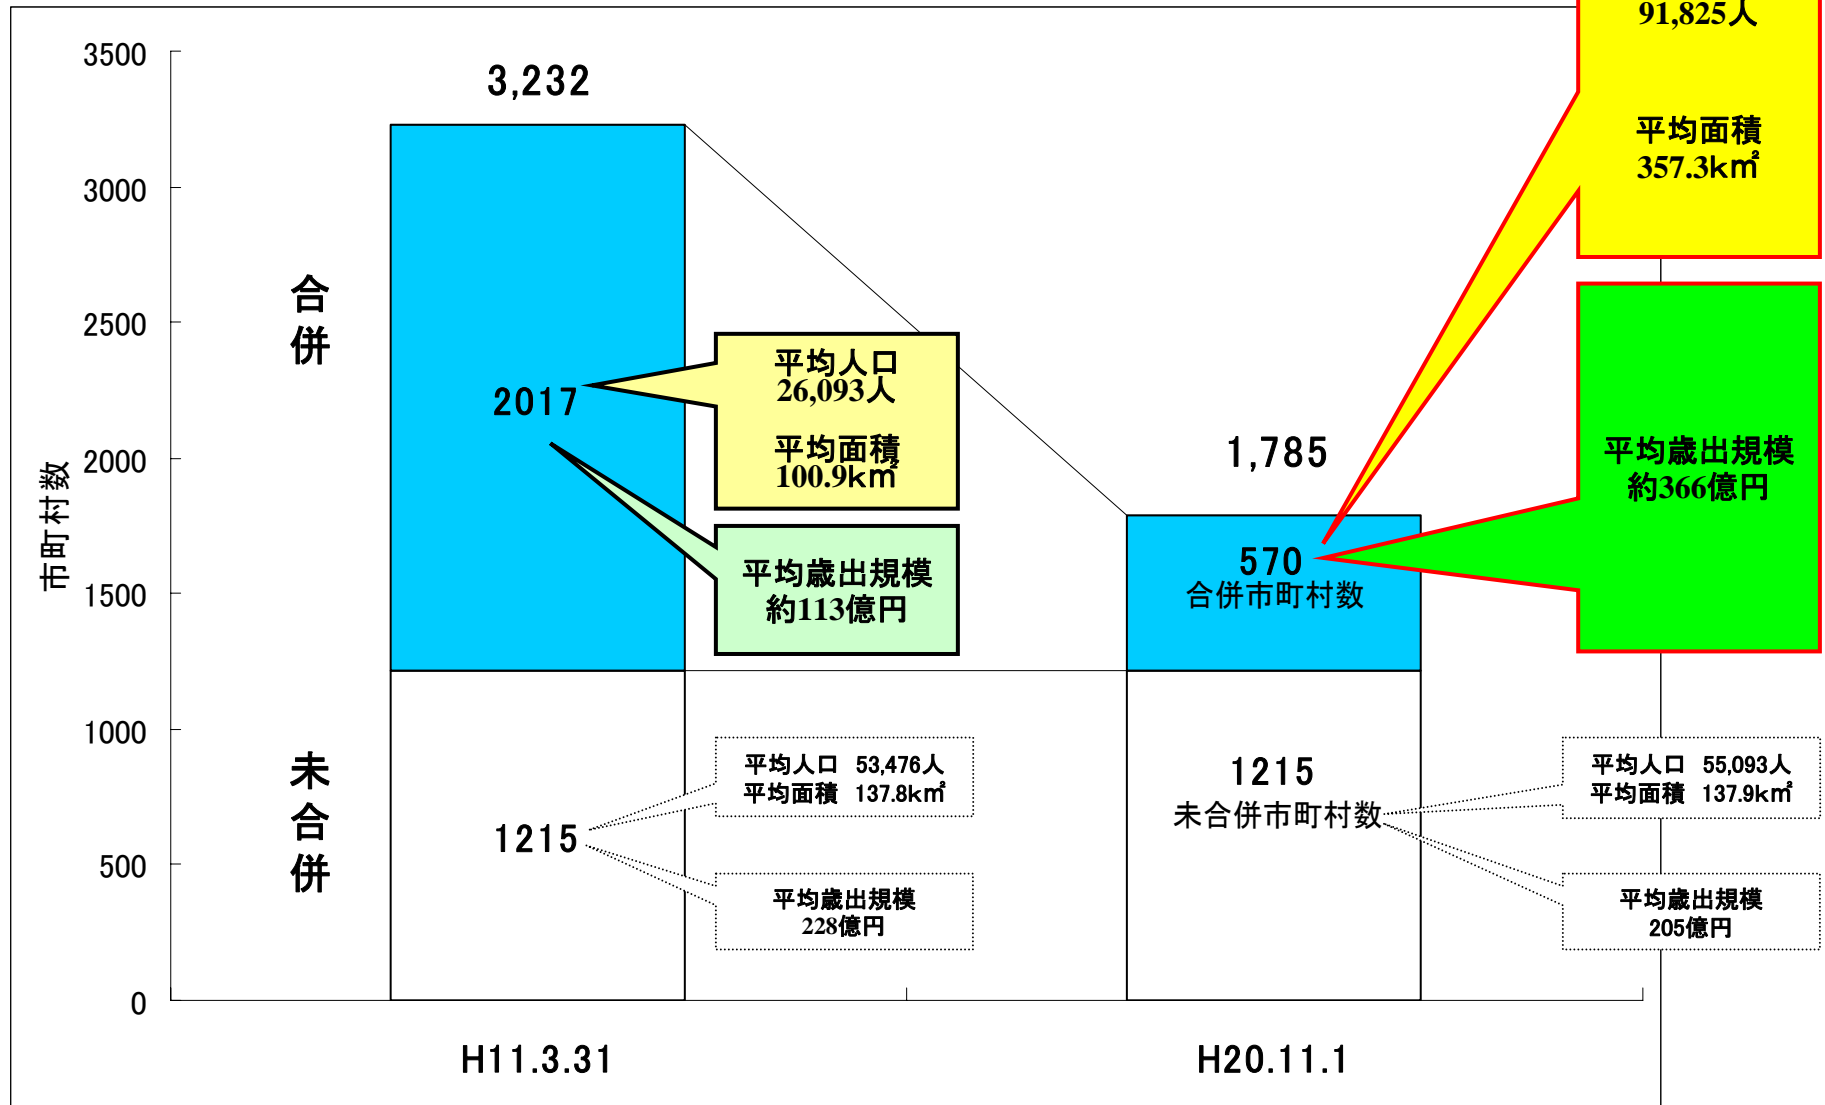 91,825人
平均面積
357.3k㎡
3500
3000
2500
2000
1500
1000
500
0
市町村数
3,232
合併
2017
平均人口
26,093人
平均面積
100.9k㎡
平均歳出規模
約113億円
1,785
570
合併市町村数
平均歳出規模
約366億円
未合併
1215
平均人口 53,476人
平均面積 137.8k㎡
平均歳出規模
228億円
1215
未合併市町村数
平均人口 55,093人
平均面積 137.9k㎡
平均歳出規模
205億円
H11.3.31
H20.11.1